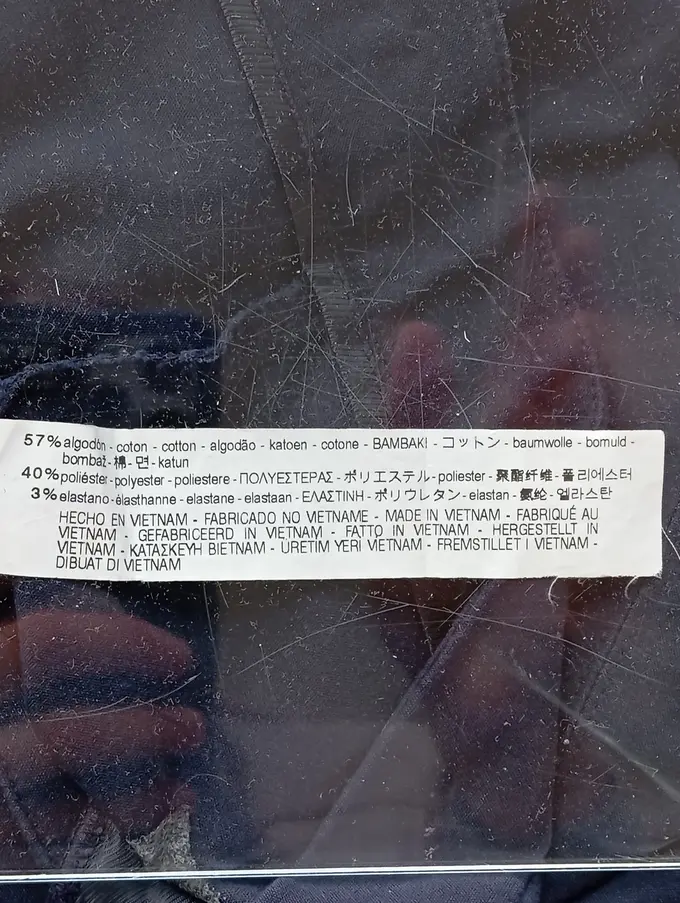 57% algodón - coton - cotton - algodão - katoen - cotone - BAMBAKI - コットン - baumwolle - bomuld -
bombaž - 棉 - 면 - katun
40% poliéster - polyester - poliestere - ΠΟΛΥΕΣΤΕΡΑΣ - ポリエステル - poliester - 聚酯纤维 - 폴리에스터
3% elastano - élasthanne - elastane - elastaan - ΕΛΑΣΤΙΝΗ - ポリウレタン - elastan - 氨纶 - 엘라스탄
HECHO EN VIETNAM - FABRICADO NO VIETNAME - MADE IN VIETNAM - FABRIQUÉ AU
VIETNAM - GEFABRICEERD IN VIETNAM - FATTO IN VIETNAM - HERGESTELLT IN
VIETNAM - ΚΑΤΑΣΚΕΥΗ ΒΙΕΤΝΑΜ - ÜRETIM YERI VIETNAM - FREMSTILLET I VIETNAM -
DIBUAT DI VIETNAM